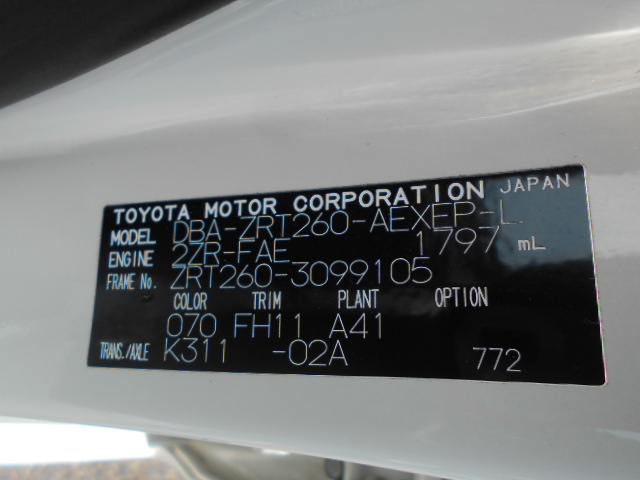 TOYOTA MOTOR CORPORATION JAPAN
MODEL DBA-ZRT260-AEXEP-L
ENGINE 2ZR-FAE 1797 mL
FRAME No. ZRT260-3099105
COLOR TRIM PLANT OPTION
070 FH11 A41
TRANS./AXLE K311 -02A 772